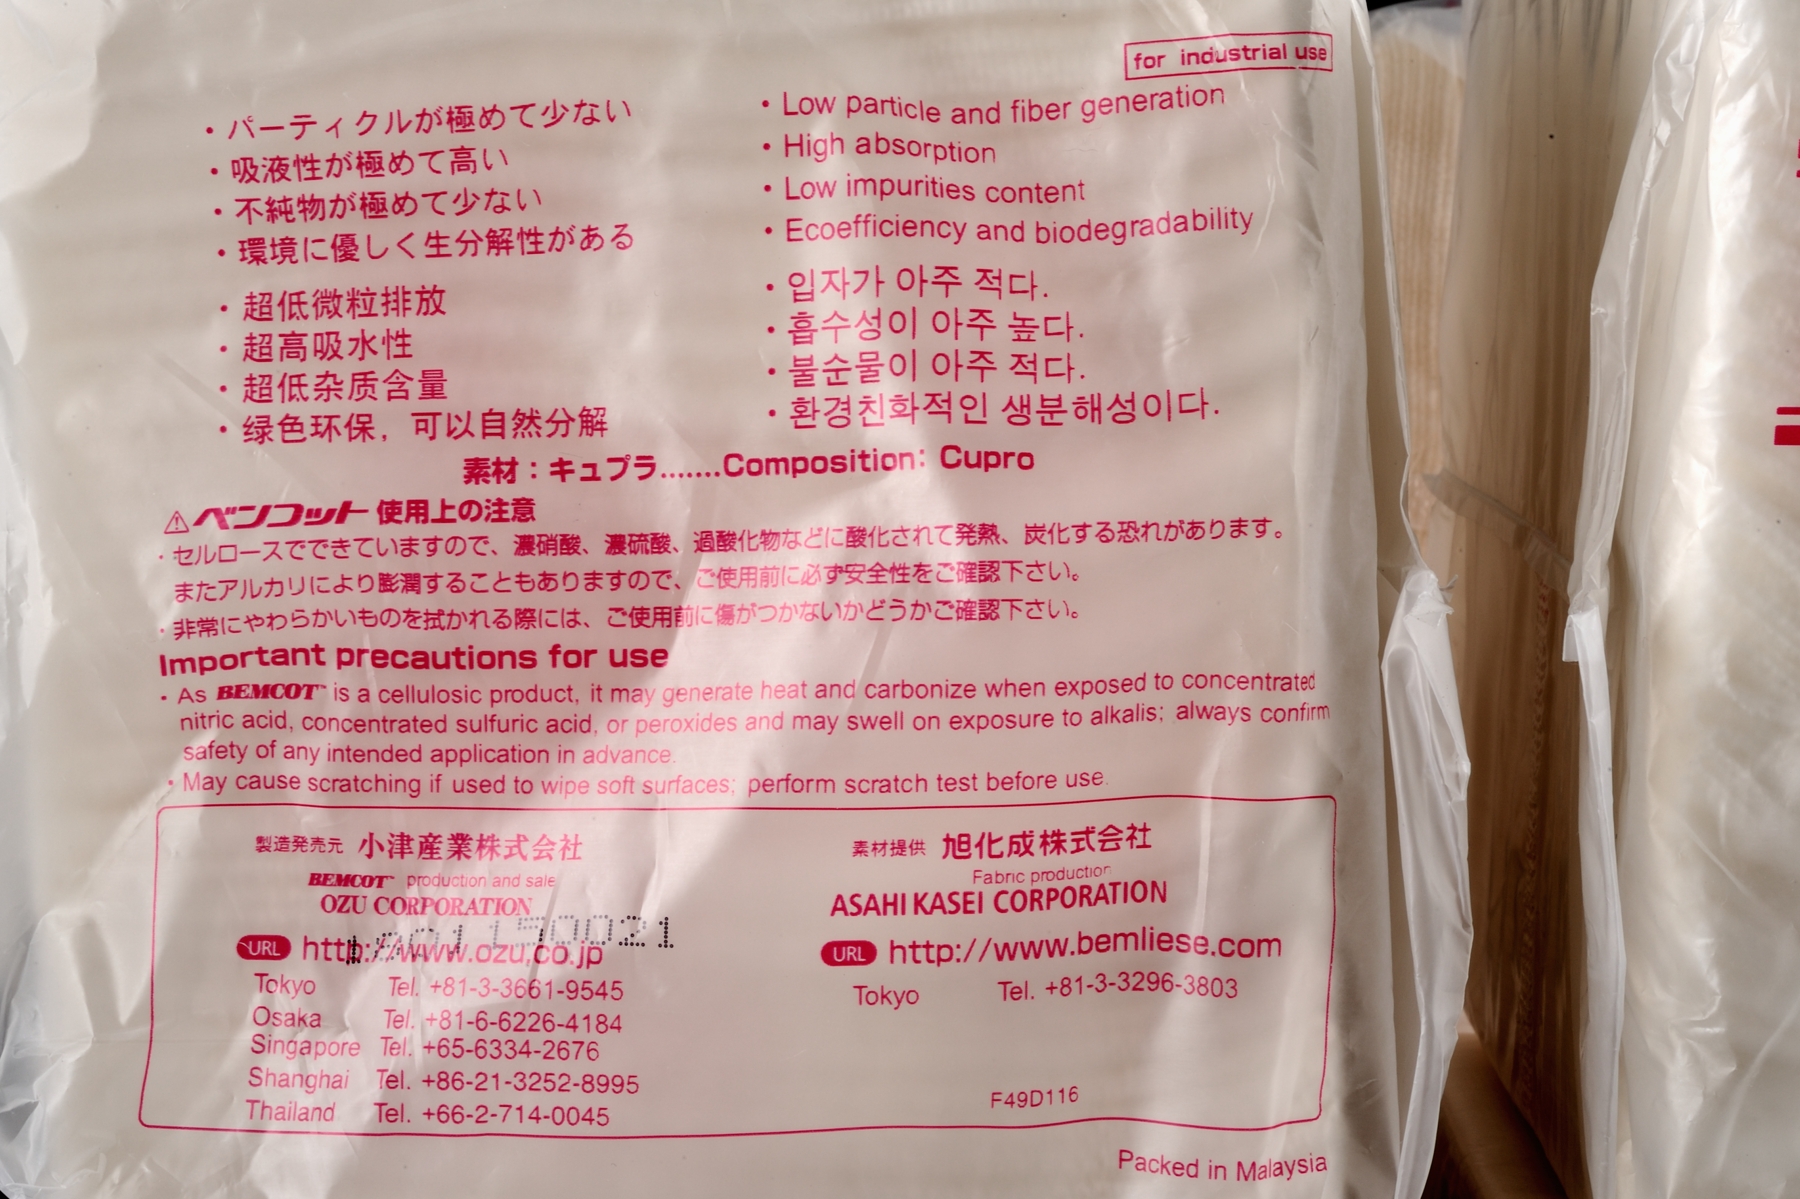 for industrial use
・パーティクルが極めて少ない
・吸液性が極めて高い
・不純物が極めて少ない
・環境に優しく生分解性がある
• Low particle and fiber generation
• High absorption
• Low impurities content
• Ecoefficiency and biodegradability
・超低微粒排放
・超高吸水性
・超低杂质含量
・绿色环保，可以自然分解
• 입자가 아주 적다.
• 흡수성이 아주 높다.
• 불순물이 아주 적다.
• 환경친화적인 생분해성이다.
素材：キュプラ.......Composition: Cupro
⚠ベンコット 使用上の注意
・セルロースでできていますので、濃硝酸、濃硫酸、過酸化物などに酸化されて発熱、炭化する恐れがあります。
またアルカリにより膨潤することもありますので、ご使用前に必ず安全性をご確認下さい。
・非常にやわらかいものを拭かれる際には、ご使用前に傷がつかないかどうかご確認下さい。
Important precautions for use
・As BEMCOT™ is a cellulosic product, it may generate heat and carbonize when exposed to concentrated
nitric acid, concentrated sulfuric acid, or peroxides and may swell on exposure to alkalis; always confirm
safety of any intended application in advance.
・May cause scratching if used to wipe soft surfaces; perform scratch test before use.
製造発売元 小津産業株式会社
BEMCOT™ production and sale
OZU CORPORATION
URL http://www.ozu.co.jp
Tokyo Tel. +81-3-3661-9545
Osaka Tel. +81-6-6226-4184
Singapore Tel. +65-6334-2676
Shanghai Tel. +86-21-3252-8995
Thailand Tel. +66-2-714-0045
素材提供 旭化成株式会社
Fabric production
ASAHI KASEI CORPORATION
URL http://www.bemliese.com
Tokyo Tel. +81-3-3296-3803
F49D116
Packed in Malaysia